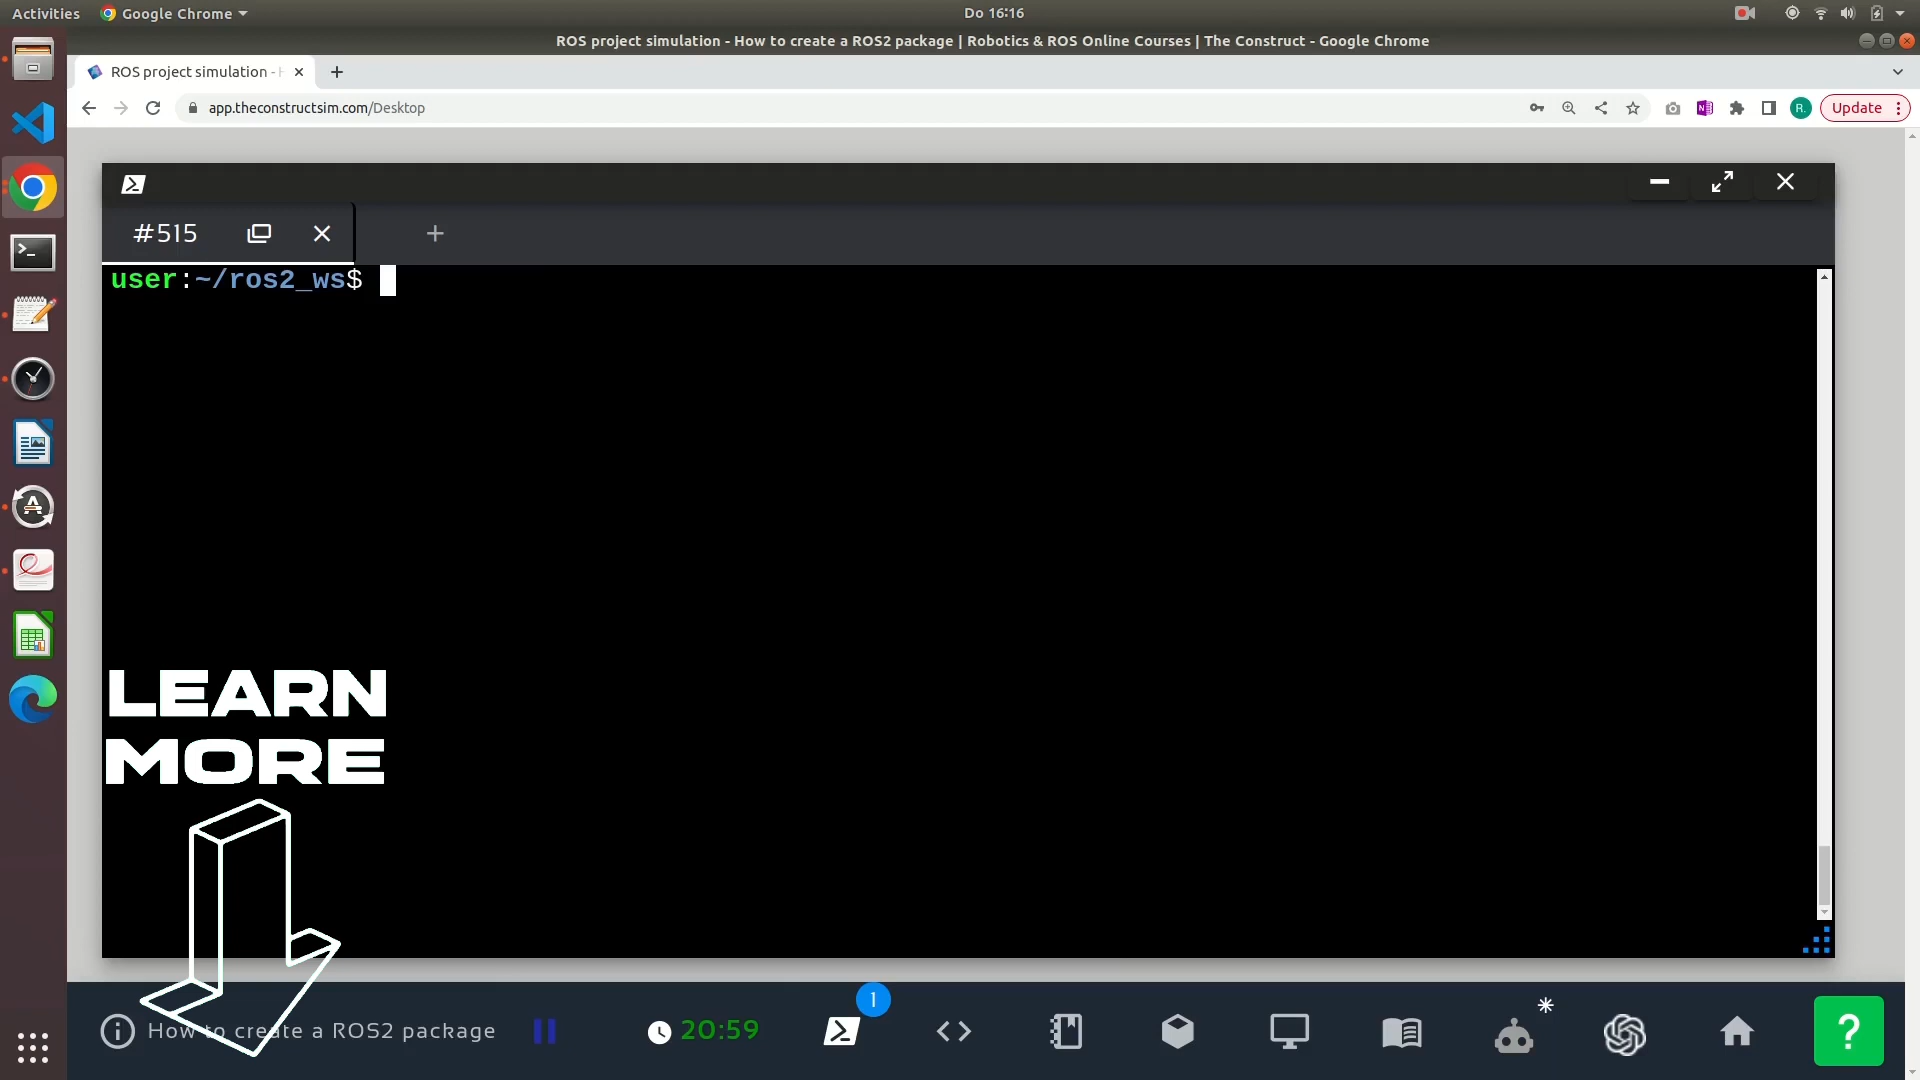 Activities
Google Chrome
Do 16:16
ROS project simulation - How to create a ROS2 package | Robotics & ROS Online Courses | The Construct - Google Chrome
ROS project simulation - H
app.theconstructsim.com/Desktop
R.
Update
#515
user:~/ros2_ws$
LEARN
MORE
1
How to create a ROS2 package
20:59
?